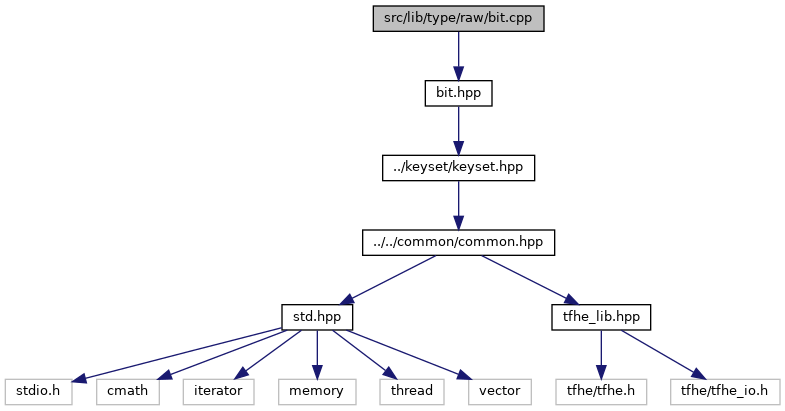 src/lib/type/raw/bit.cpp
bit.hpp
../keyset/keyset.hpp
../../common/common.hpp
std.hpp
tfhe_lib.hpp
stdio.h
cmath
iterator
memory
thread
vector
tfhe/tfhe.h
tfhe/tfhe_io.h